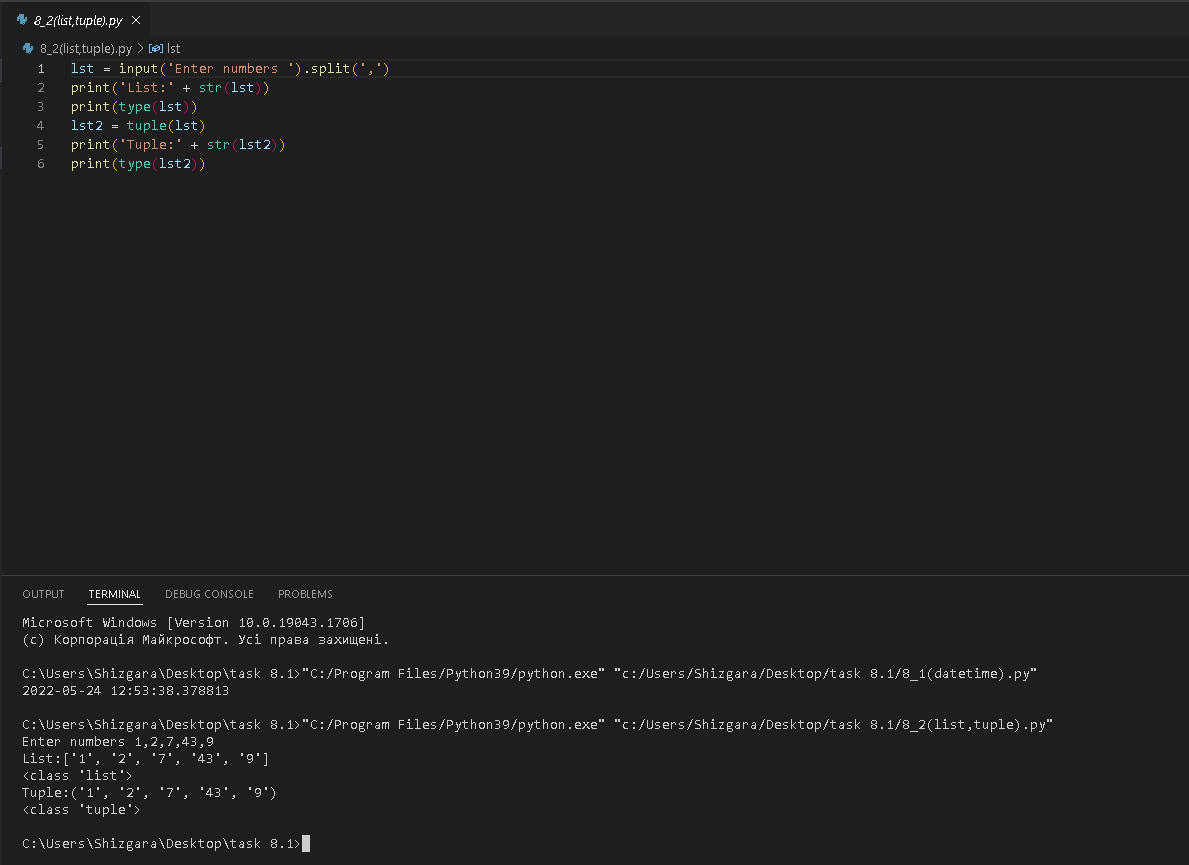 8_2(list,tuple).py
8_2(list,tuple).py > lst
1 lst = input('Enter numbers ').split(',')
2 print('List:' + str(lst))
3 print(type(lst))
4 lst2 = tuple(lst)
5 print('Tuple:' + str(lst2))
6 print(type(lst2))
OUTPUT TERMINAL DEBUG CONSOLE PROBLEMS
Microsoft Windows [Version 10.0.19043.1706]
(c) Корпорація Майкрософт. Усі права захищені.
C:\Users\Shizgara\Desktop\task 8.1>"C:/Program Files/Python39/python.exe" "c:/Users/Shizgara/Desktop/task 8.1/8_1(datetime).py"
2022-05-24 12:53:38.378813
C:\Users\Shizgara\Desktop\task 8.1>"C:/Program Files/Python39/python.exe" "c:/Users/Shizgara/Desktop/task 8.1/8_2(list,tuple).py"
Enter numbers 1,2,7,43,9
List:['1', '2', '7', '43', '9']
<class 'list'>
Tuple:('1', '2', '7', '43', '9')
<class 'tuple'>
C:\Users\Shizgara\Desktop\task 8.1>